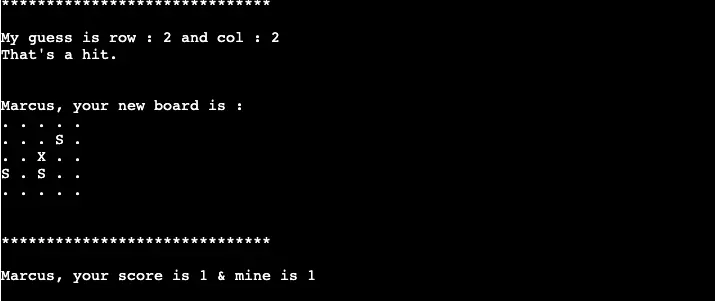 ******************************
My guess is row : 2 and col : 2
That's a hit.
Marcus, your new board is :
. . . . .
. . . S .
. . X . .
S . S . .
. . . . .
******************************
Marcus, your score is 1 & mine is 1